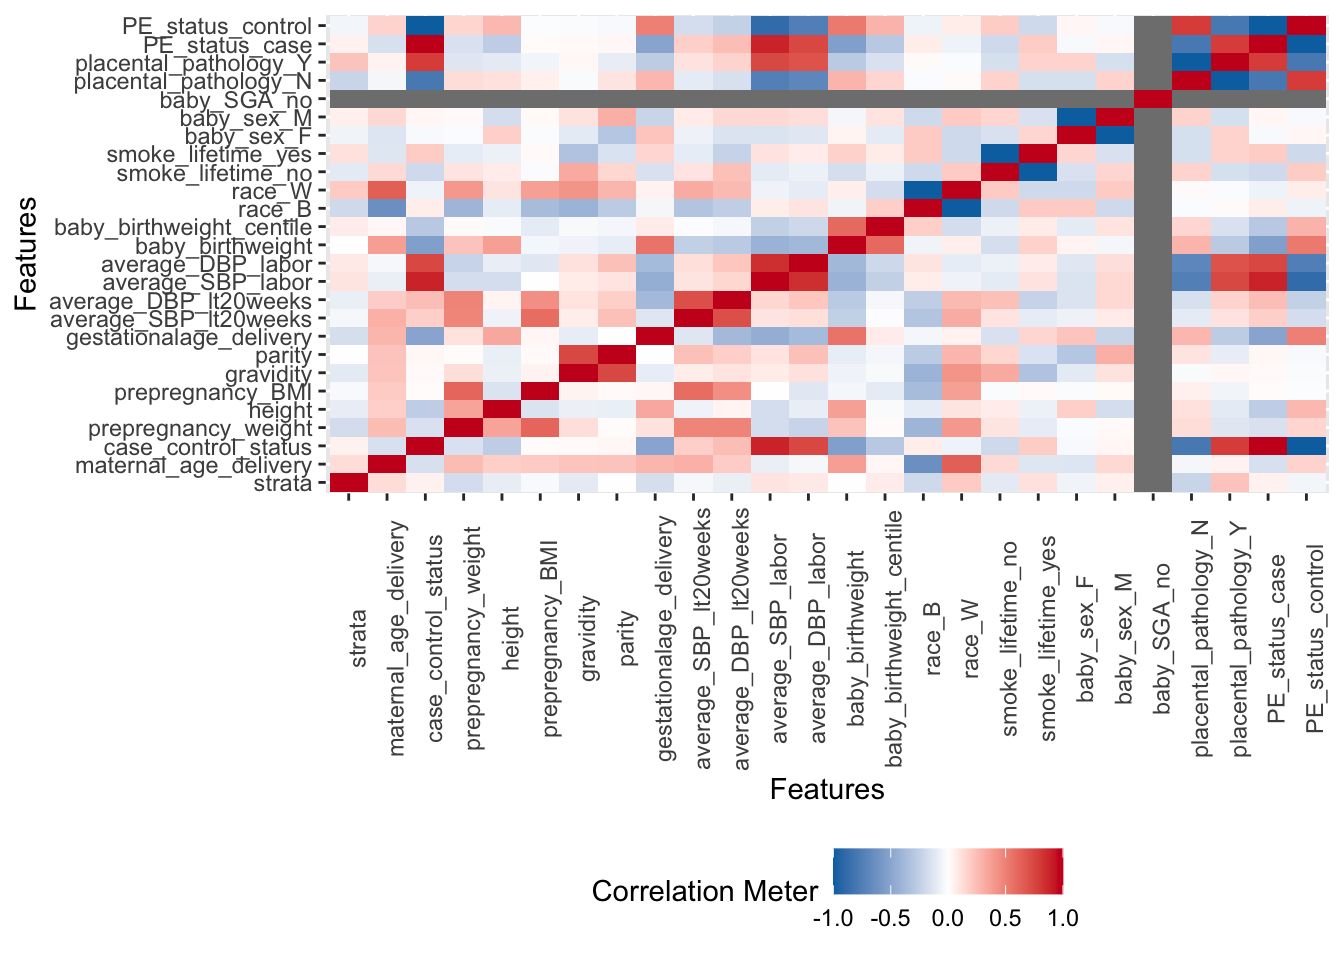 PE_status_control
PE_status_case
placental_pathology_Y
placental_pathology_N
baby_SGA_no
baby_sex_M
baby_sex_F
smoke_lifetime_yes
smoke_lifetime_no
race_W
race_B
baby_birthweight_centile
baby_birthweight
average_DBP_labor
average_SBP_labor
average_DBP_lt20weeks
average_SBP_lt20weeks
gestationalage_delivery
parity
gravidity
prepregnancy_BMI
height
prepregnancy_weight
case_control_status
maternal_age_delivery
strata
Features
strata
maternal_age_delivery
case_control_status
prepregnancy_weight
height
prepregnancy_BMI
gravidity
parity
gestationalage_delivery
average_SBP_lt20weeks
average_DBP_lt20weeks
average_SBP_labor
average_DBP_labor
baby_birthweight
baby_birthweight_centile
race_B
race_W
smoke_lifetime_no
smoke_lifetime_yes
baby_sex_F
baby_sex_M
baby_SGA_no
placental_pathology_N
placental_pathology_Y
PE_status_case
PE_status_control
Features
Correlation Meter
-1.0 -0.5 0.0 0.5 1.0